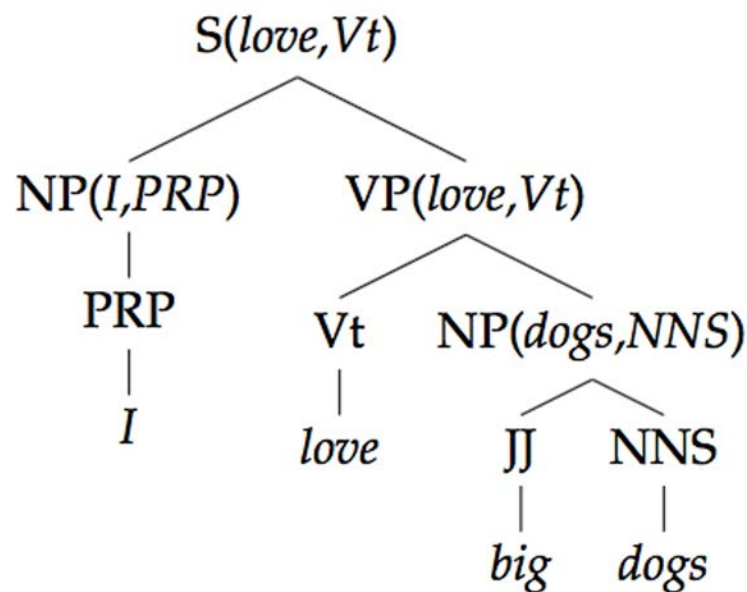 S(love,Vt)
NP(I,PRP) VP(love,Vt)
PRP Vt NP(dogs,NNS)
I love JJ NNS
big dogs